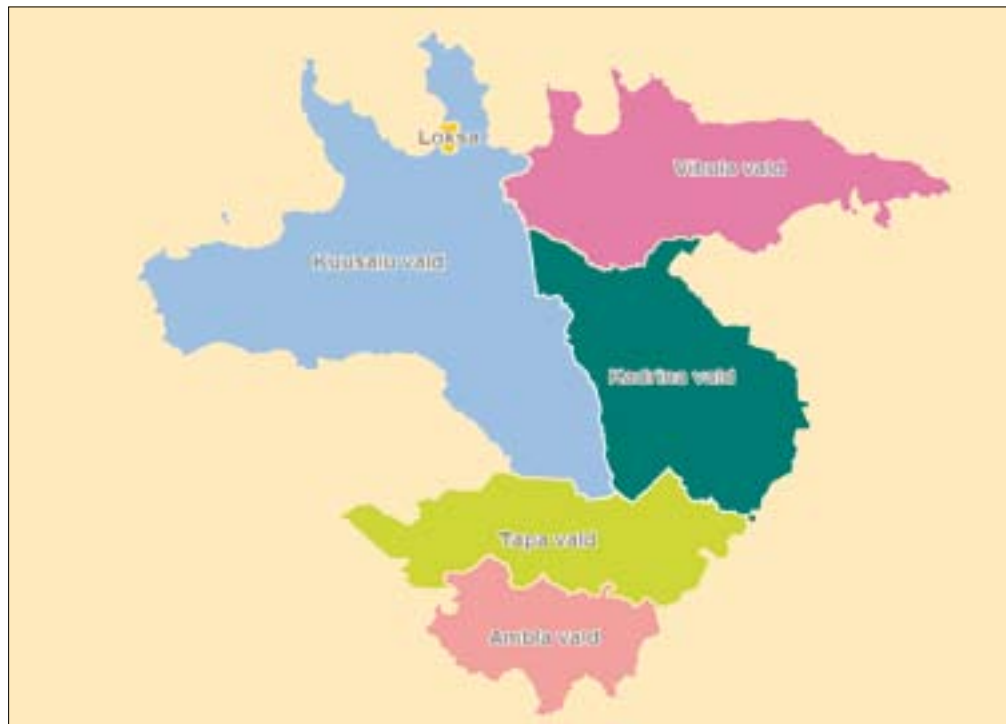 Loksa
Vihula vald
Kuusalu vald
Kadrina vald
Tapa vald
Ambla vald